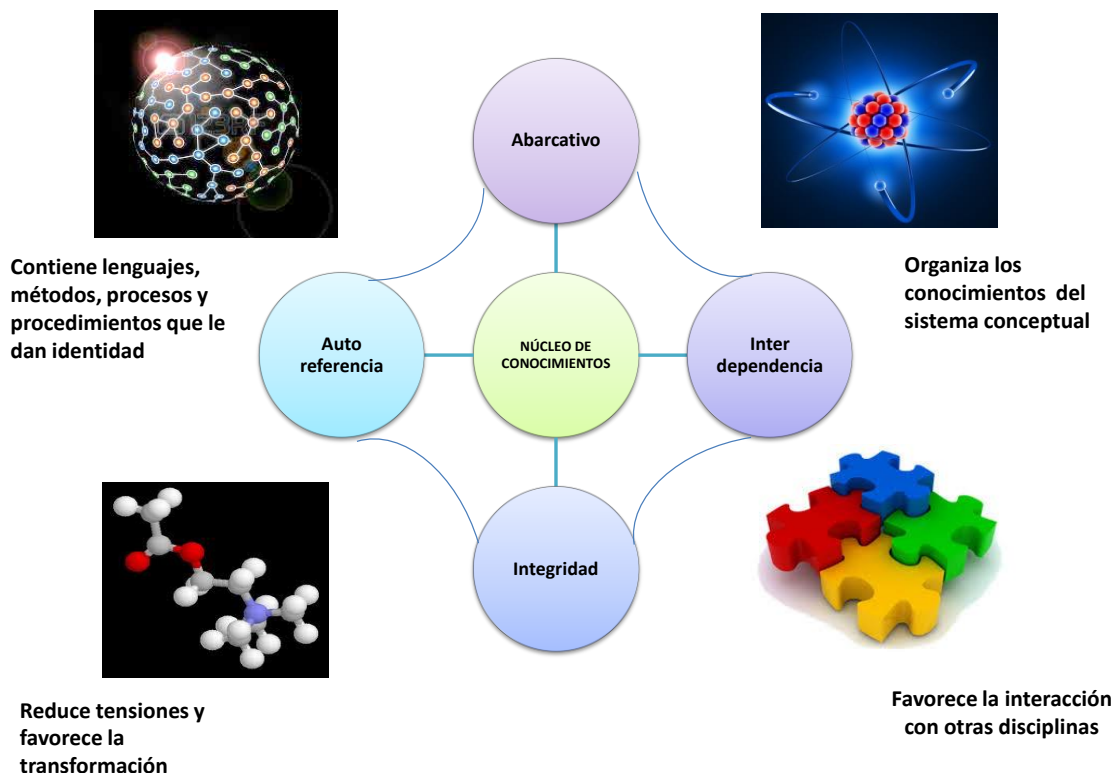 Abarcativo
Contiene lenguajes,
métodos, procesos y
procedimientos que le
dan identidad
Organiza los
conocimientos del
sistema conceptual
Auto
referencia
NÚCLEO DE
CONOCIMIENTOS
Inter
dependencia
Integridad
Reduce tensiones y
favorece la
transformación
Favorece la interacción
con otras disciplinas